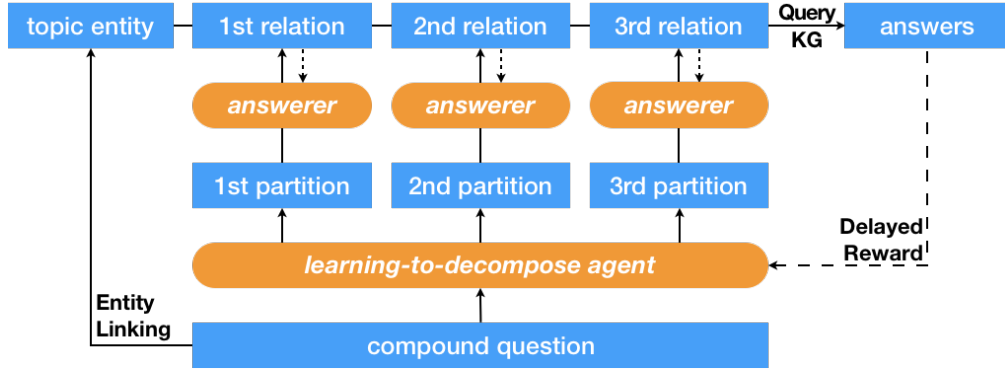 topic entity
1st relation
2nd relation
3rd relation
Query
KG
answers
answerer
answerer
answerer
1st partition
2nd partition
3rd partition
Delayed
Reward
learning-to-decompose agent
Entity
Linking
compound question